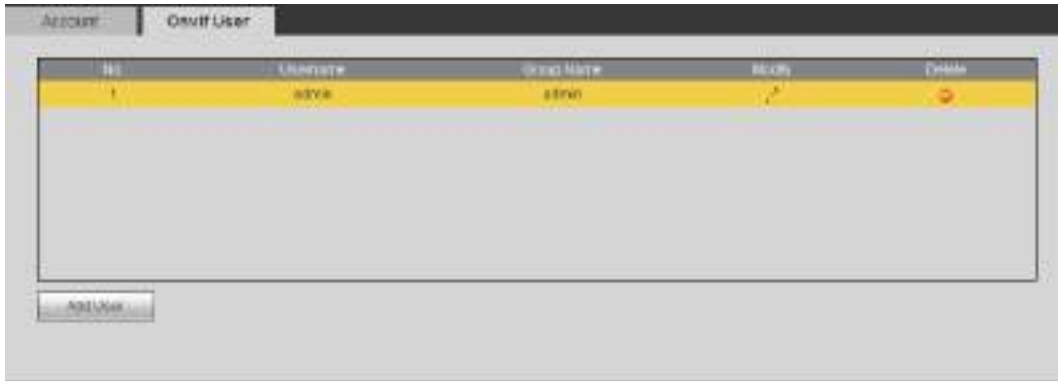 Account Onvif User
No. Username Group Name Modify Delete
1 admin admin
Add User